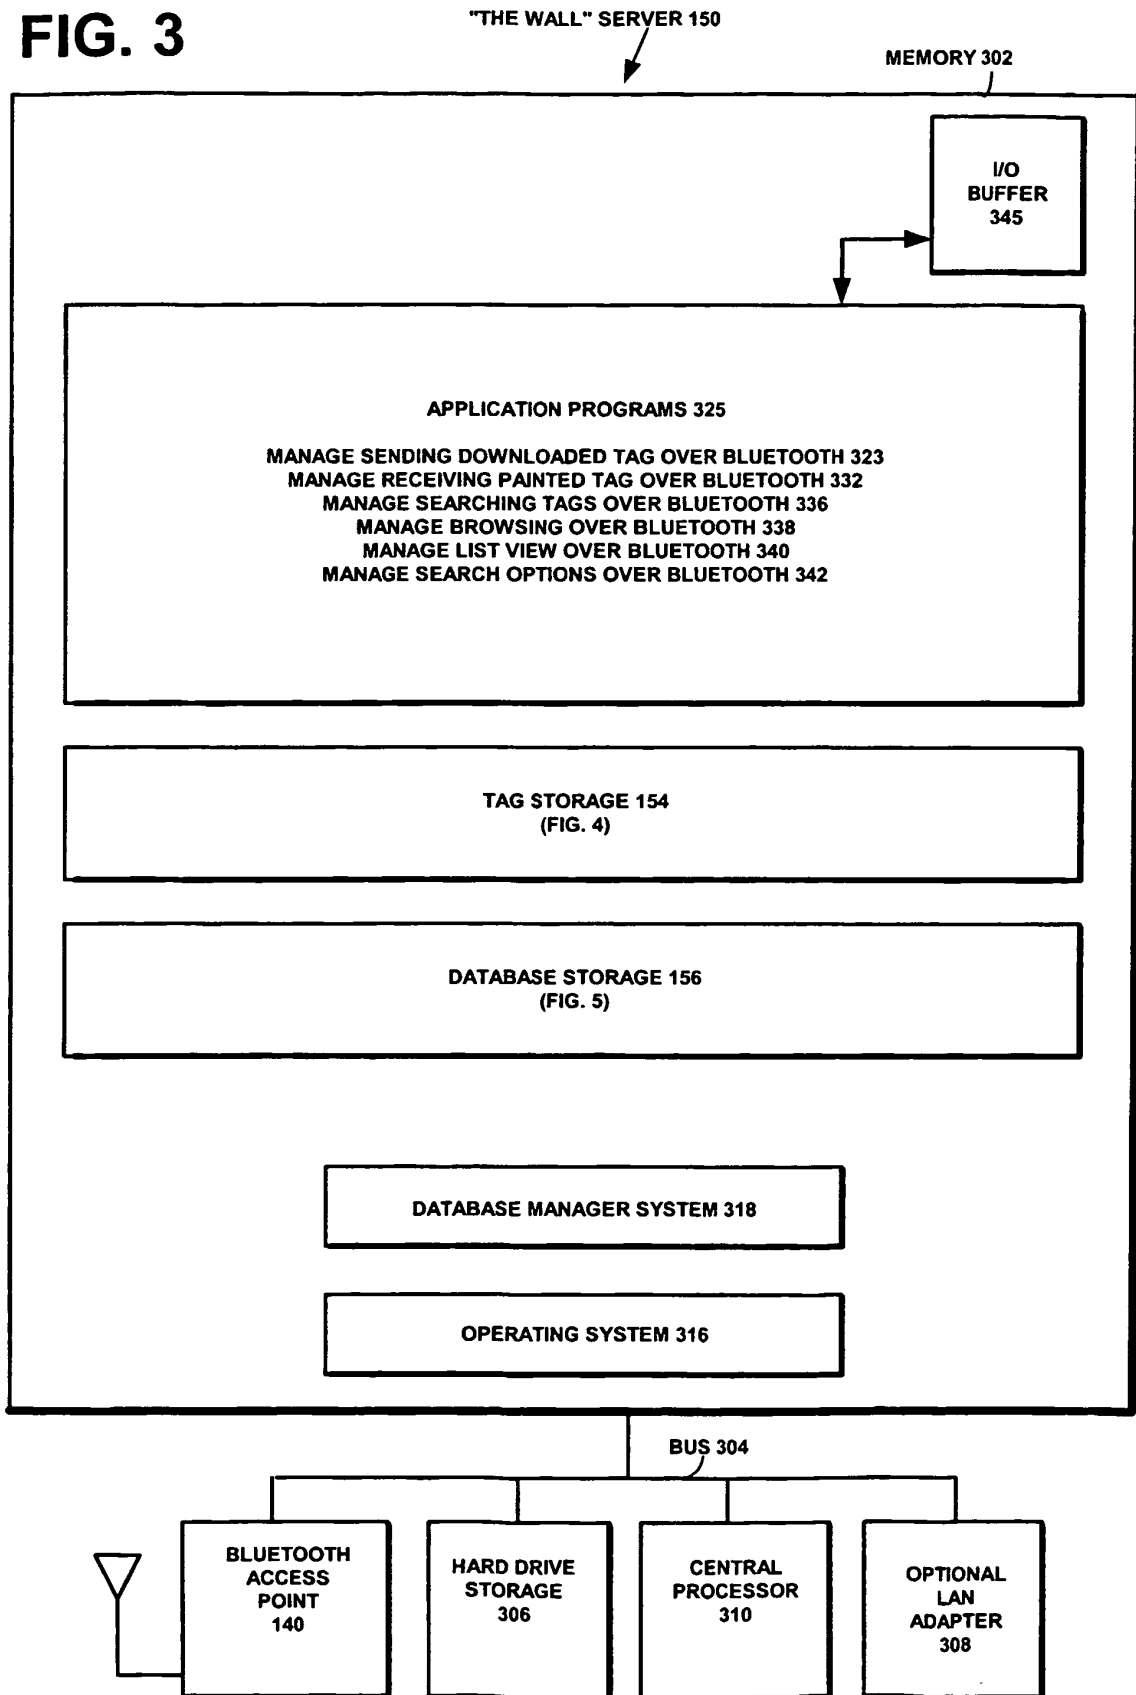 FIG. 3
"THE WALL" SERVER 150
MEMORY 302
I/O
BUFFER
345
APPLICATION PROGRAMS 325
MANAGE SENDING DOWNLOADED TAG OVER BLUETOOTH 323
MANAGE RECEIVING PAINTED TAG OVER BLUETOOTH 332
MANAGE SEARCHING TAGS OVER BLUETOOTH 336
MANAGE BROWSING OVER BLUETOOTH 338
MANAGE LIST VIEW OVER BLUETOOTH 340
MANAGE SEARCH OPTIONS OVER BLUETOOTH 342
TAG STORAGE 154
(FIG. 4)
DATABASE STORAGE 156
(FIG. 5)
DATABASE MANAGER SYSTEM 318
OPERATING SYSTEM 316
BUS 304
BLUETOOTH
ACCESS
POINT
140
HARD DRIVE
STORAGE
306
CENTRAL
PROCESSOR
310
OPTIONAL
LAN
ADAPTER
308